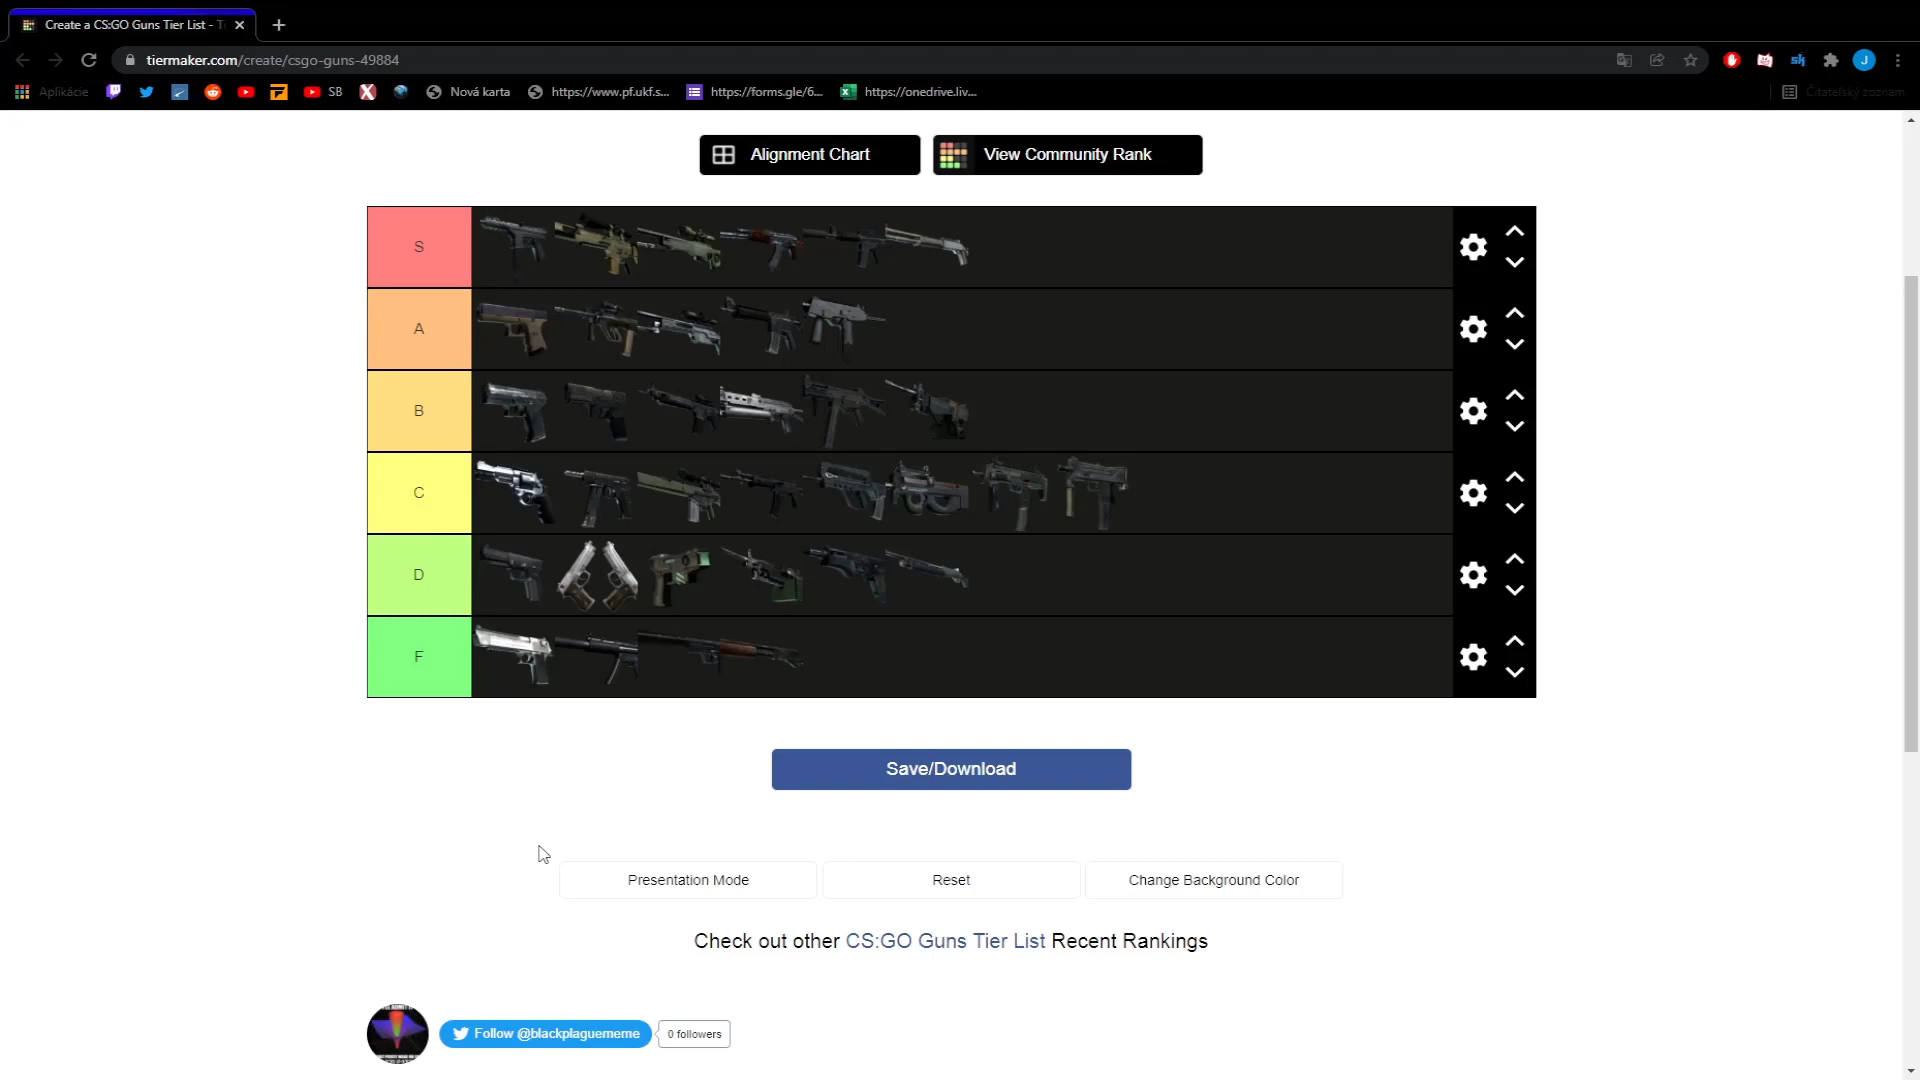 Create a CS:GO Guns Tier List - T
tiermaker.com/create/csgo-guns-49884
Aplikácie
SB
Nová karta
https://www.pf.ukf.s...
https://forms.gle/6...
https://onedrive.liv...
Čitateľský zoznam
Alignment Chart
View Community Rank
S
A
B
C
D
F
Save/Download
Presentation Mode
Reset
Change Background Color
Check out other CS:GO Guns Tier List Recent Rankings
Follow @blackplaguememe
0 followers